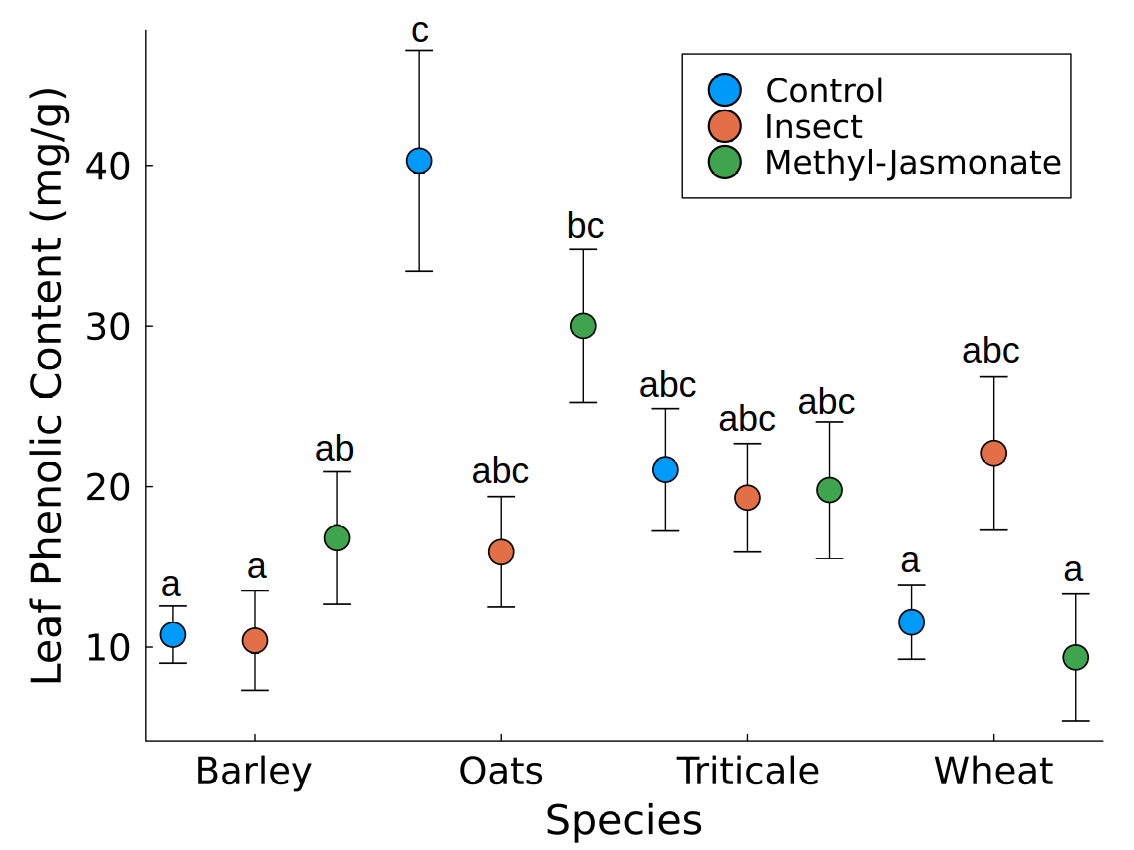 Leaf Phenolic Content (mg/g)
40
30
20
10
c
bc
abc
abc
abc
abc
ab
abc
a
a
a
a
Control
Insect
Methyl-Jasmonate
Barley
Oats
Triticale
Wheat
Species